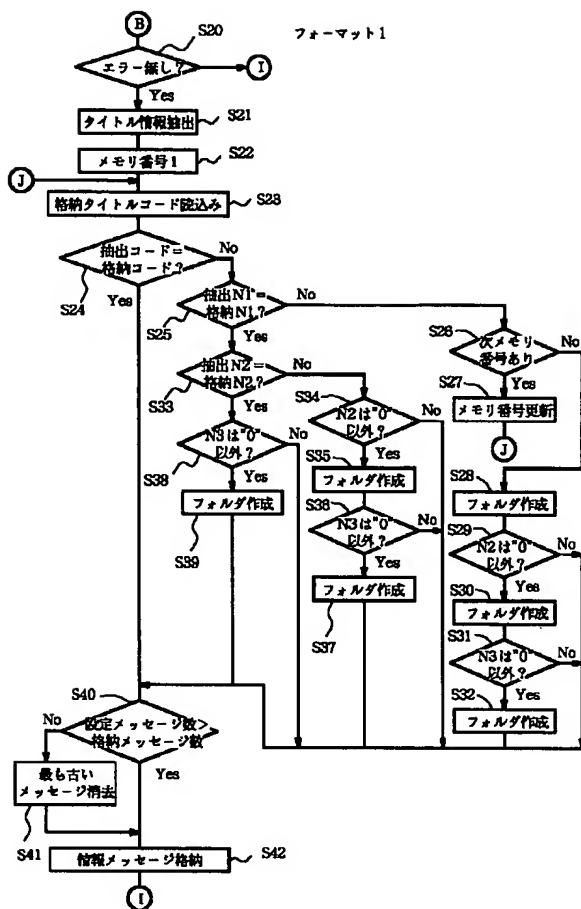 B
S20
フォーマット1
エラー無し?
I
Yes
タイトル情報抽出
S21
メモリ番号1
S22
J
格納タイトルコード読込み
S23
抽出コード=
格納コード?
No
S24
Yes
抽出N1=
格納N1?
No
S25
Yes
S26
次メモリ
番号あり
No
Yes
S27
メモリ番号更新
J
抽出N2=
格納N2?
No
S33
Yes
S34
N2は"0"
以外?
No
Yes
N3は"0"
以外?
No
S38
Yes
S35
フォルダ作成
フォルダ作成
S39
S36
N3は"0"
以外?
No
Yes
フォルダ作成
S37
S28
フォルダ作成
S29
N2は"0"
以外?
No
Yes
S30
フォルダ作成
S31
N3は"0"
以外?
No
Yes
S32
フォルダ作成
S40
設定メッセージ数>
格納メッセージ数
No
Yes
最も古い
メッセージ消去
S41
情報メッセージ格納
S42
I